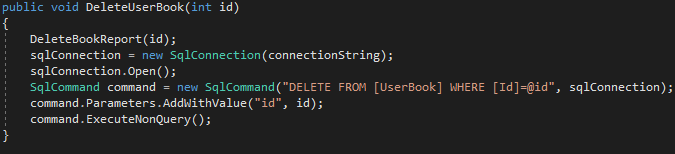 public void DeleteUserBook(int id)
{
DeleteBookReport(id);
sqlConnection = new SqlConnection(connectionString);
sqlConnection.Open();
SqlCommand command = new SqlCommand("DELETE FROM [UserBook] WHERE [Id]=@id", sqlConnection);
command.Parameters.AddWithValue("id", id);
command.ExecuteNonQuery();
}